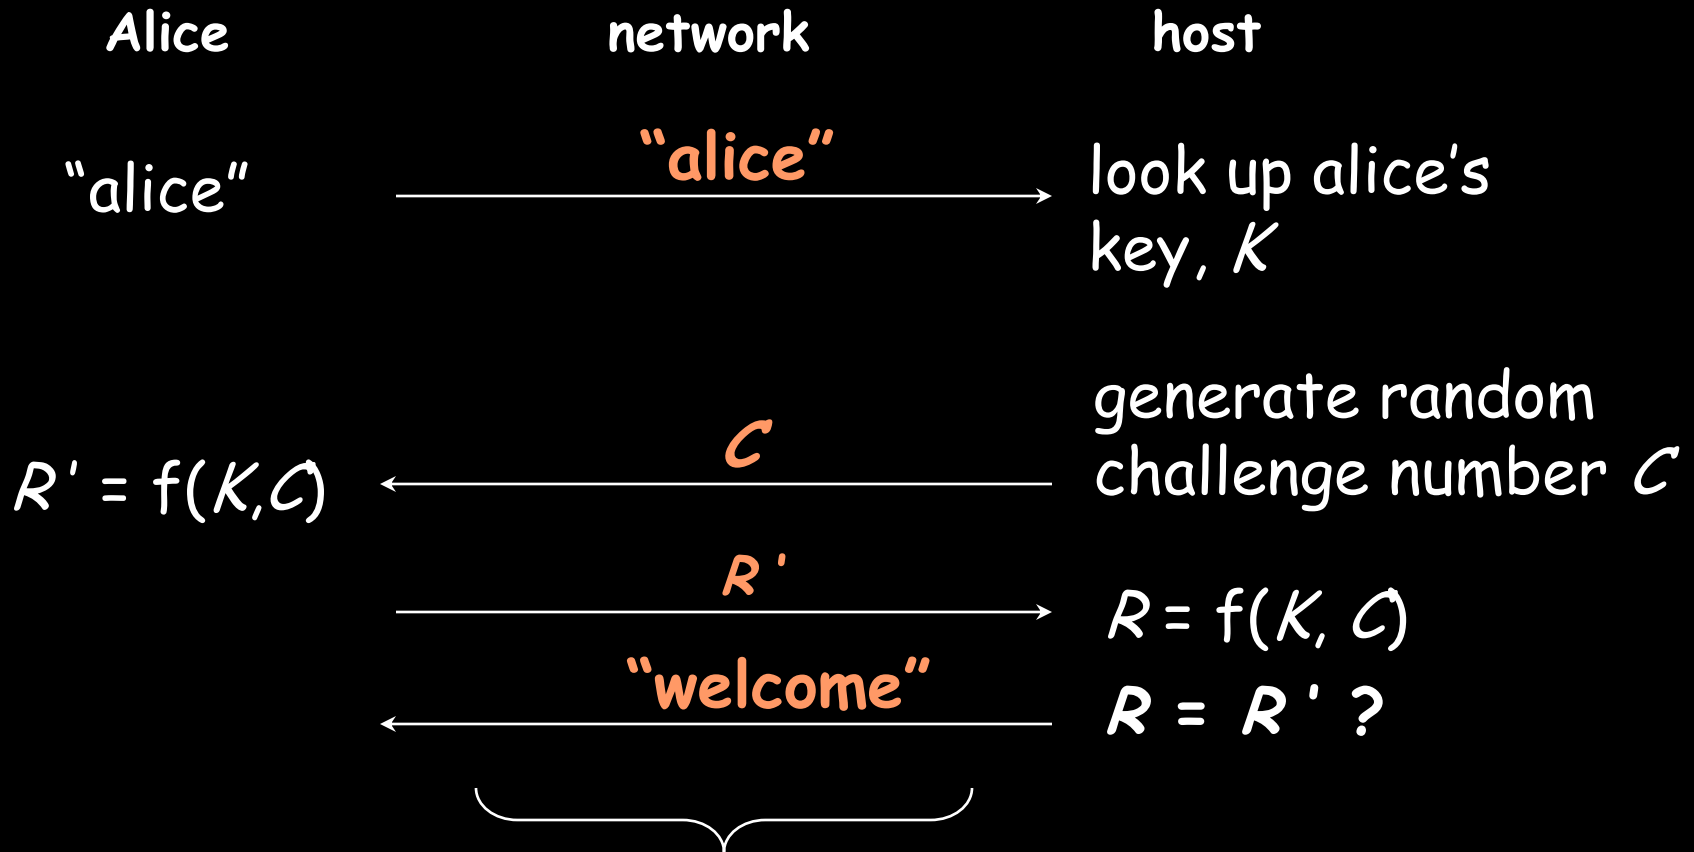 Alice network host
“alice”
“alice”
look up alice’s
key, K
generate random
challenge number C
C
R ' = f(K,C)
R '
R = f(K, C)
“welcome”
R = R ' ?